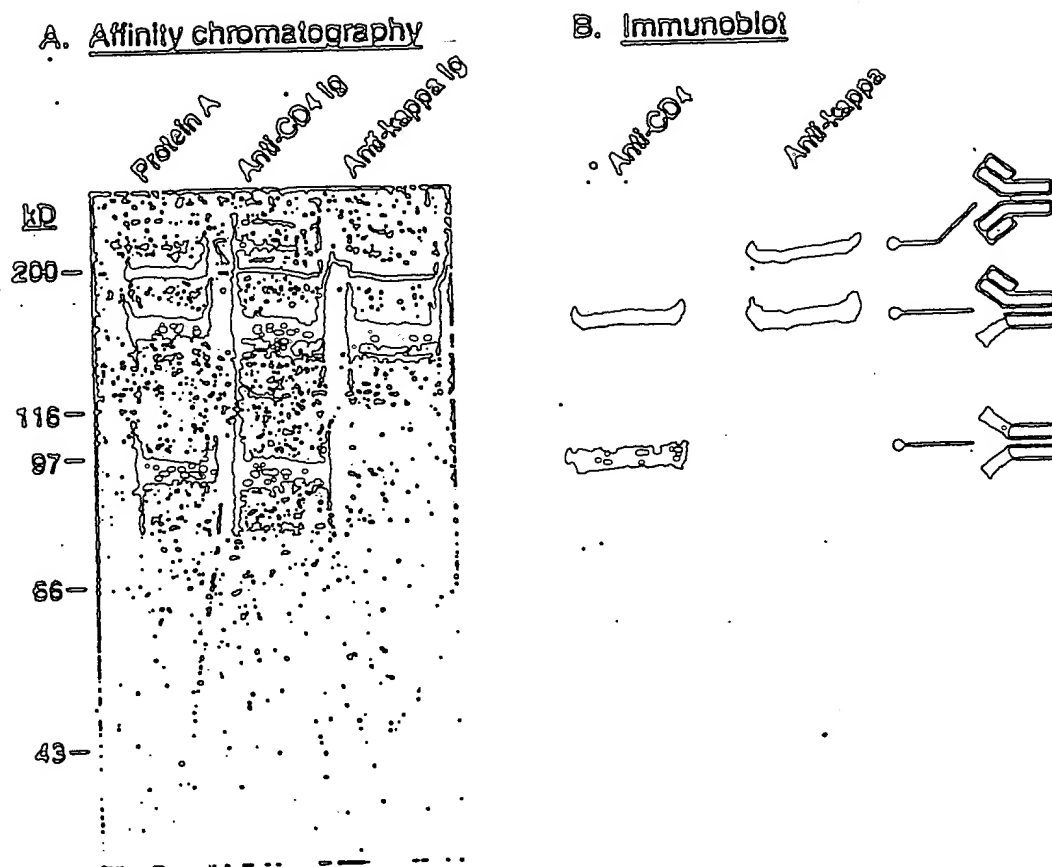 A. Affinity chromatography
Protein A
Anti-CD4 Ig
Anti-kappa Ig
kD
200
116
97
66
43
B. Immunoblot
Anti-CD4
Anti-kappa